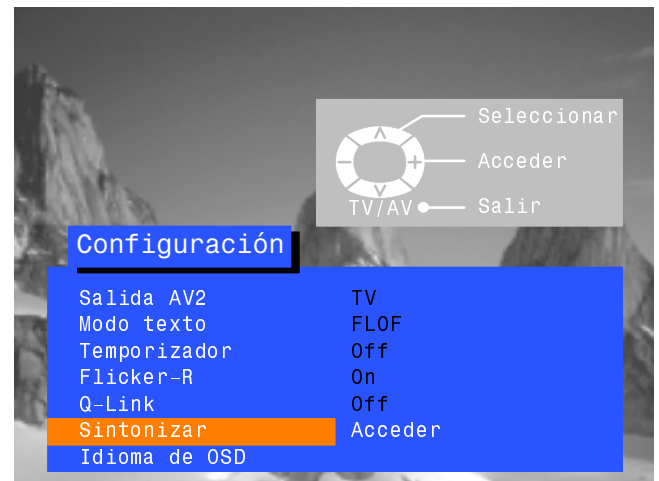 Seleccionar
Acceder
TV/AV Salir
Configuración
Salida AV2 TV
Modo texto FLOF
Temporizador Off
Flicker-R On
Q-Link Off
Sintonizar Acceder
Idioma de OSD